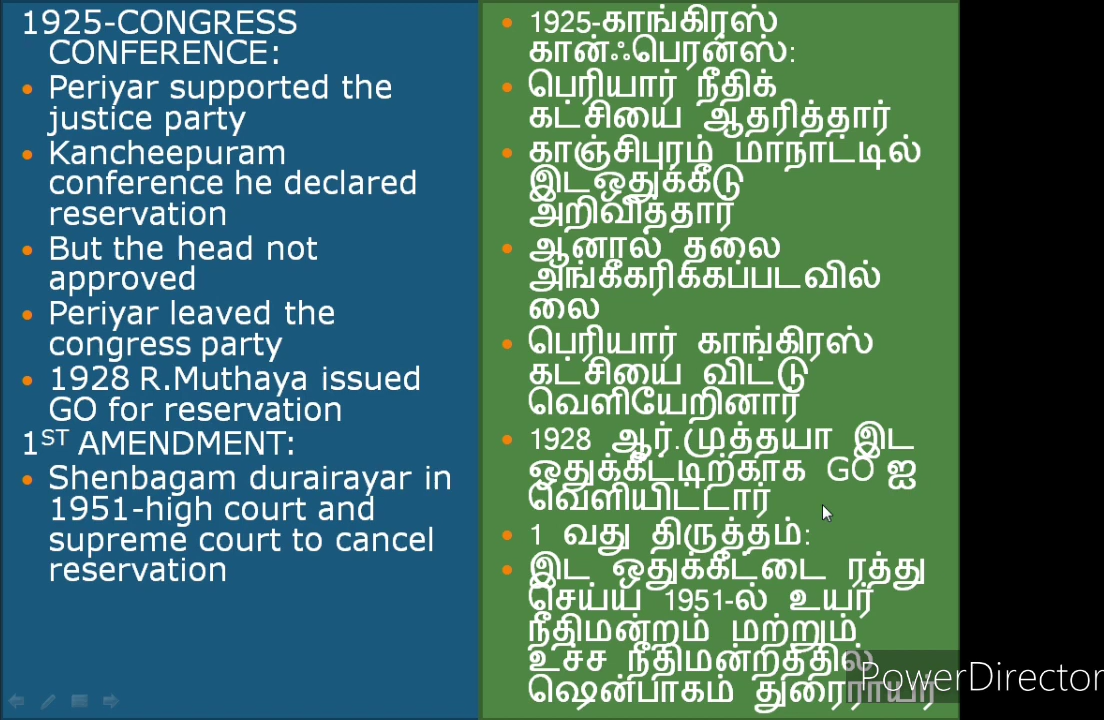 1925-CONGRESS
CONFERENCE:
Periyar supported the
justice party
Kancheepuram
conference he declared
reservation
But the head not
approved
Periyar leaved the
congress party
1928 R.Muthaya issued
GO for reservation
1ST AMENDMENT:
Shenbagam durairayar in
1951-high court and
supreme court to cancel
reservation
1925-காங்கிரஸ்
கான்ஃபெரன்ஸ்:
பெரியார் நீதிக்
கட்சியை ஆதரித்தார்
காஞ்சிபுரம் மாநாட்டில்
இடஒதுக்கீடு
அறிவித்தார்
ஆனால் தலை
அங்கீகரிக்கப்படவில்
லை
பெரியார் காங்கிரஸ்
கட்சியை விட்டு
வெளியேறினார்
1928 ஆர்.முத்தயா இட
ஒதுக்கீட்டிற்காக GO ஐ
வெளியிட்டார்
1 வது திருத்தம்:
இட ஒதுக்கீட்டை ரத்து
செய்ய 1951-ல் உயர்
நீதிமன்றம் மற்றும்
உச்ச நீதிமன்றத்தில்
ஷென்பாகம் துரைராயர்
PowerDirector